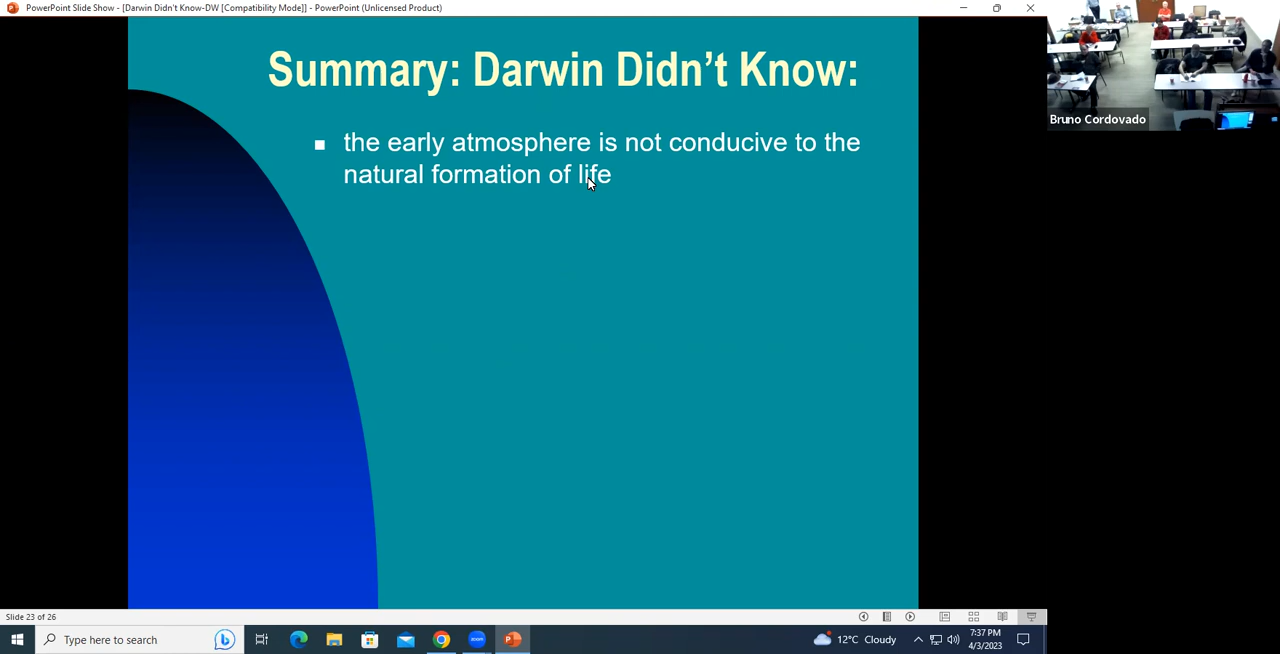 PowerPoint Slide Show - [Darwin Didn't Know-DW [Compatibility Mode]] - PowerPoint (Unlicensed Product)
Summary: Darwin Didn't Know:
the early atmosphere is not conducive to the
natural formation of life
Bruno Cordovado
Slide 23 of 26
Type here to search
zoom
12°C Cloudy
7:37 PM
4/3/2023